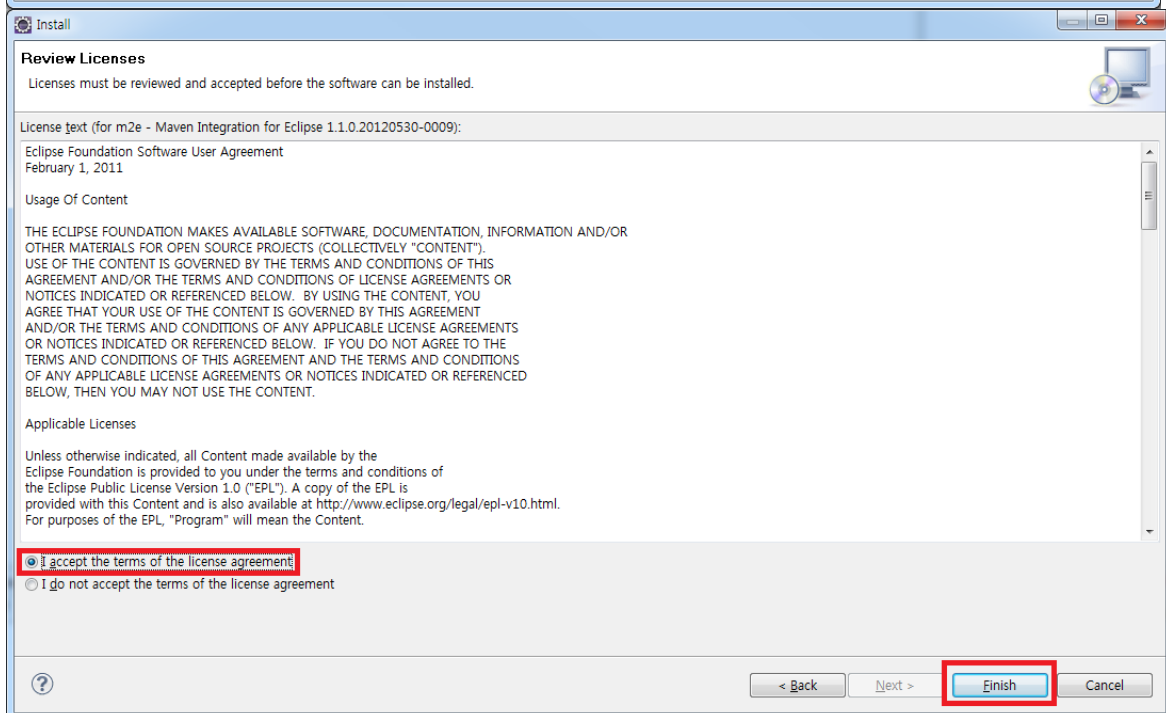 Install
Review Licenses
Licenses must be reviewed and accepted before the software can be installed.
License text (for m2e - Maven Integration for Eclipse 1.1.0.20120530-0009):
Eclipse Foundation Software User Agreement
February 1, 2011
Usage Of Content
THE ECLIPSE FOUNDATION MAKES AVAILABLE SOFTWARE, DOCUMENTATION, INFORMATION AND/OR
OTHER MATERIALS FOR OPEN SOURCE PROJECTS (COLLECTIVELY "CONTENT").
USE OF THE CONTENT IS GOVERNED BY THE TERMS AND CONDITIONS OF THIS
AGREEMENT AND/OR THE TERMS AND CONDITIONS OF LICENSE AGREEMENTS OR
NOTICES INDICATED OR REFERENCED BELOW.  BY USING THE CONTENT, YOU
AGREE THAT YOUR USE OF THE CONTENT IS GOVERNED BY THIS AGREEMENT
AND/OR THE TERMS AND CONDITIONS OF ANY APPLICABLE LICENSE AGREEMENTS
OR NOTICES INDICATED OR REFERENCED BELOW.  IF YOU DO NOT AGREE TO THE
TERMS AND CONDITIONS OF THIS AGREEMENT AND THE TERMS AND CONDITIONS
OF ANY APPLICABLE LICENSE AGREEMENTS OR NOTICES INDICATED OR REFERENCED
BELOW, THEN YOU MAY NOT USE THE CONTENT.
Applicable Licenses
Unless otherwise indicated, all Content made available by the
Eclipse Foundation is provided to you under the terms and conditions of
the Eclipse Public License Version 1.0 ("EPL"). A copy of the EPL is
provided with this Content and is also available at http://www.eclipse.org/legal/epl-v10.html.
For purposes of the EPL, "Program" will mean the Content.
I accept the terms of the license agreement
I do not accept the terms of the license agreement
< Back Next > Finish Cancel